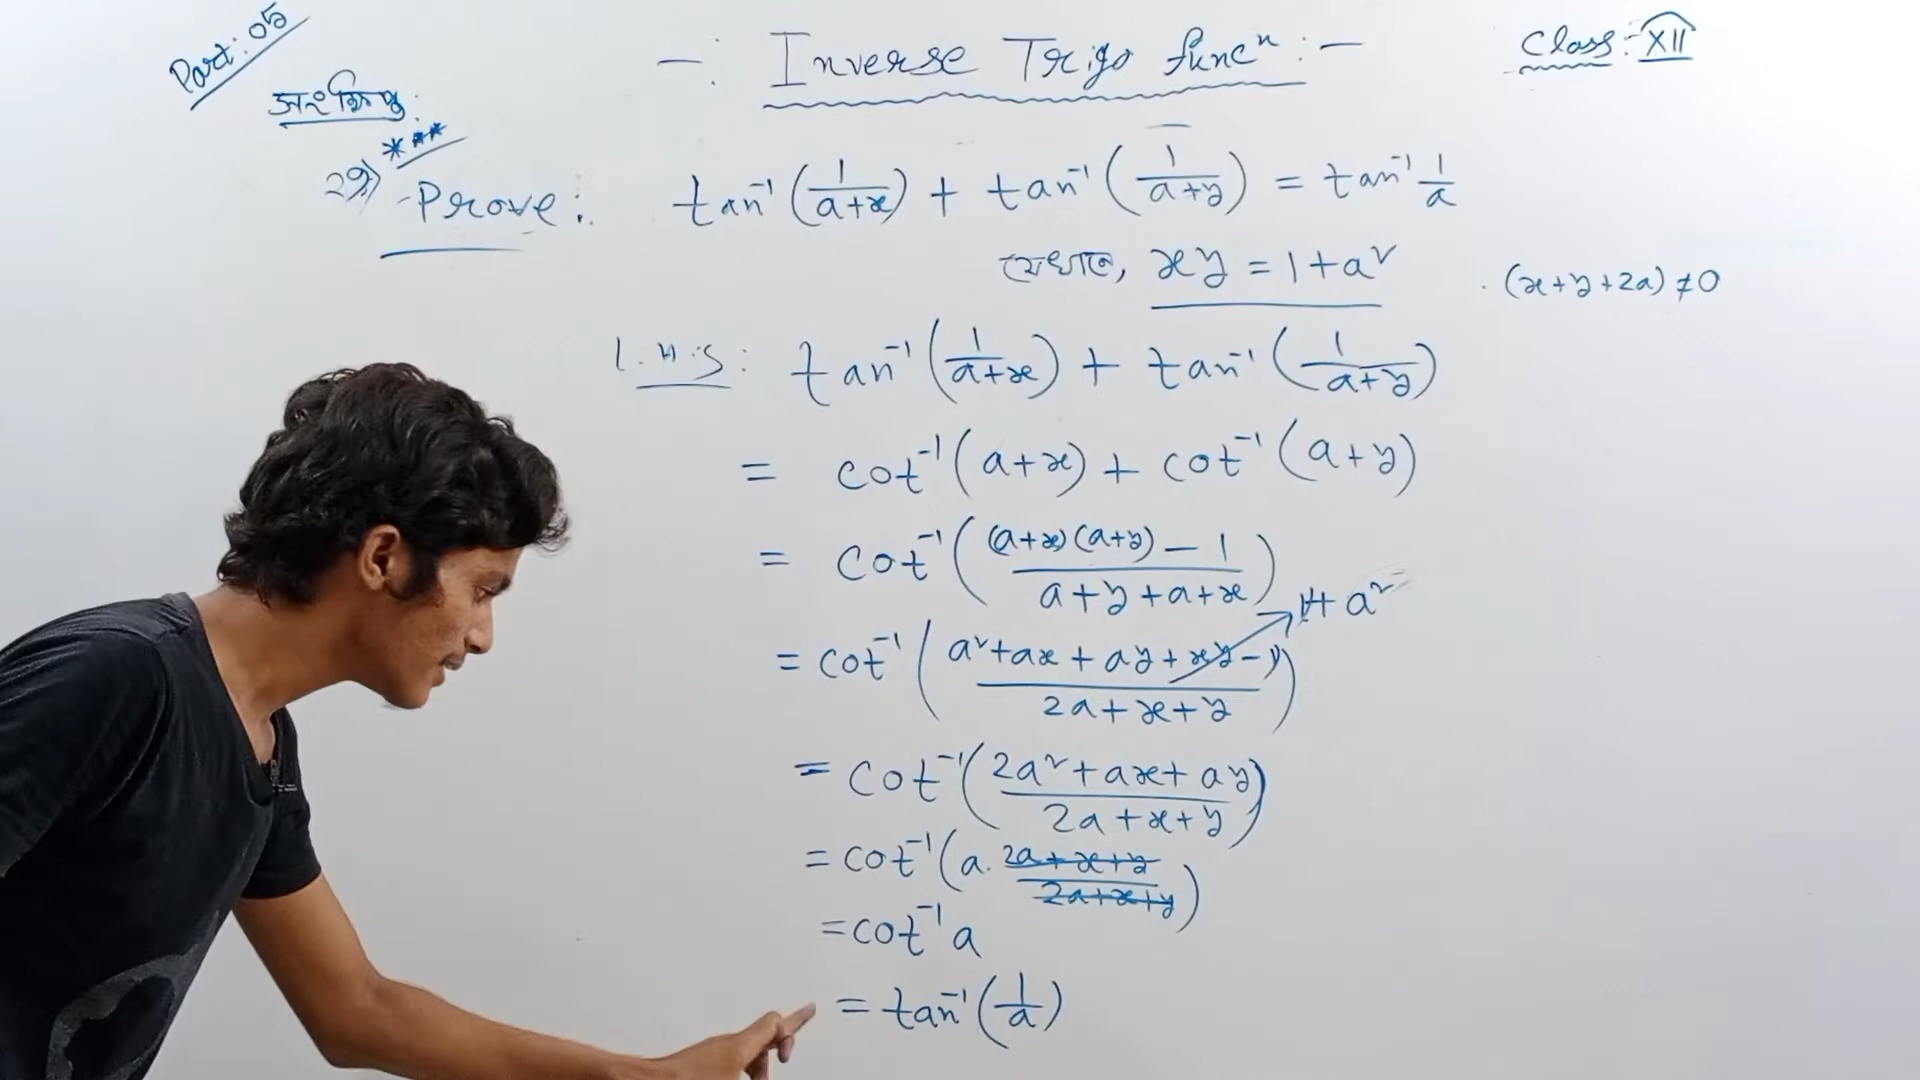 Part: 05
-: Inverse Trigo funcⁿ :-
Class:- XII
***
Prove: tan⁻¹(1/(a+x)) + tan⁻¹(1/(a+y)) = tan⁻¹ 1/a
যেখানে, xy = 1+a²
(x+y+2a) ≠ 0
L.H.S: tan⁻¹(1/(a+x)) + tan⁻¹(1/(a+y))
= cot⁻¹(a+x) + cot⁻¹(a+y)
= cot⁻¹(((a+x)(a+y) - 1)/(a+y+a+x))
1+a²
= cot⁻¹((a²+ax+ay+xy-1)/(2a+x+y))
= cot⁻¹((2a²+ax+ay)/(2a+x+y))
= cot⁻¹(a. (2a+x+y)/(2a+x+y))
= cot⁻¹ a
= tan⁻¹(1/a)